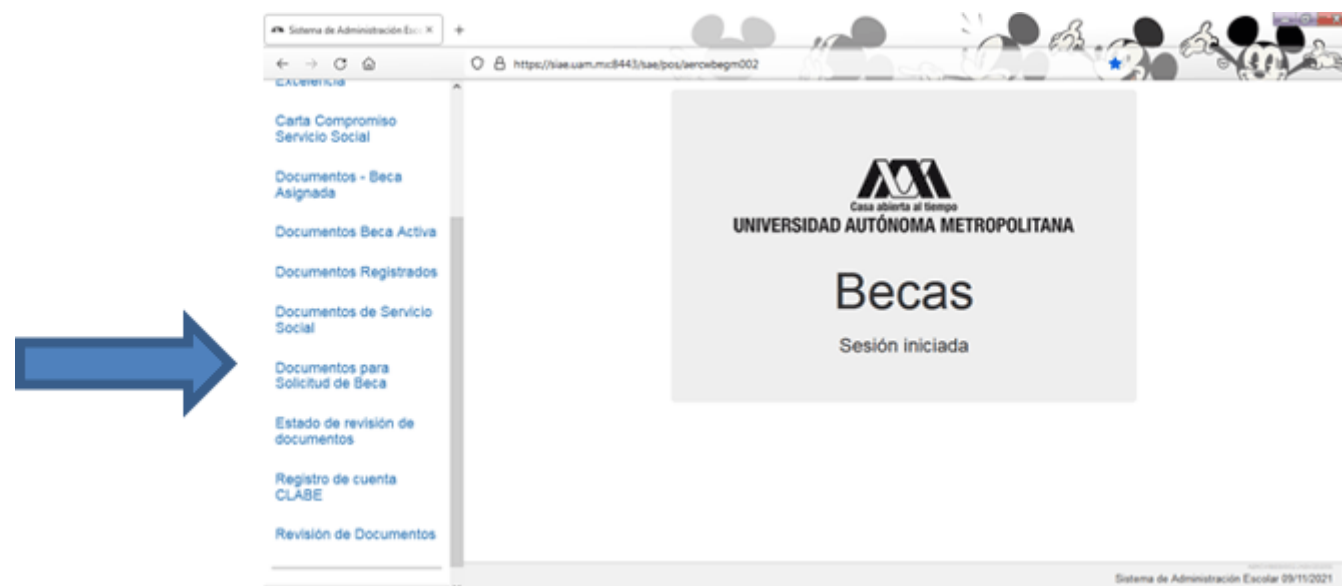 Sistema de Administración Esc
https://siae.uam.mx:8443/sae/pos/aercwbegm002
Excelencia
Carta Compromiso
Servicio Social
Documentos - Beca
Asignada
Documentos Beca Activa
Documentos Registrados
Documentos de Servicio
Social
Documentos para
Solicitud de Beca
Estado de revisión de
documentos
Registro de cuenta
CLABE
Revisión de Documentos
Casa abierta al tiempo
UNIVERSIDAD AUTÓNOMA METROPOLITANA
Becas
Sesión iniciada
Sistema de Administración Escolar 09/11/2021